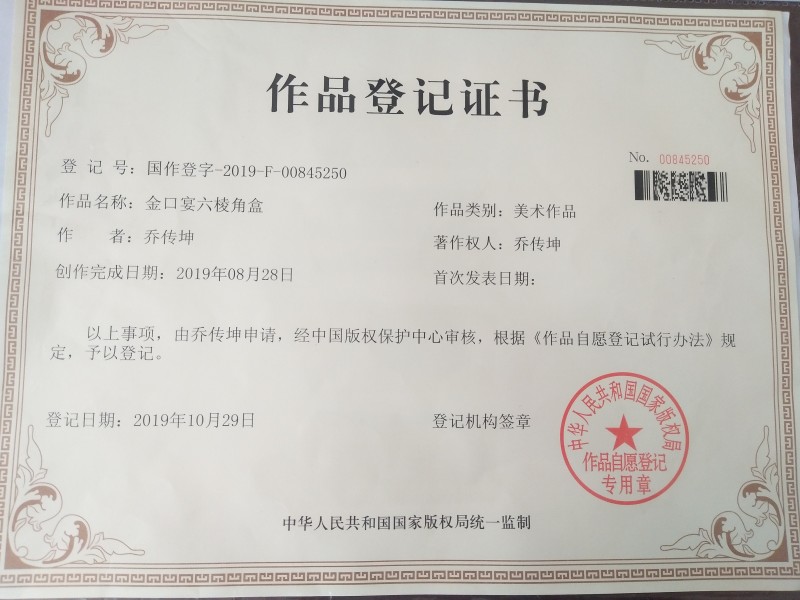 作品登记证书
No. 00845250
登 记 号：国作登字-2019-F-00845250
作品名称：金口宴六棱角盒
作品类别：美术作品
作 者：乔传坤
著作权人：乔传坤
创作完成日期：2019年08月28日
首次发表日期：
以上事项，由乔传坤申请，经中国版权保护中心审核，根据《作品自愿登记试行办法》规
定，予以登记。
登记日期：2019年10月29日
登记机构签章
中华人民共和国国家版权局
作品自愿登记
专用章
中华人民共和国国家版权局统一监制